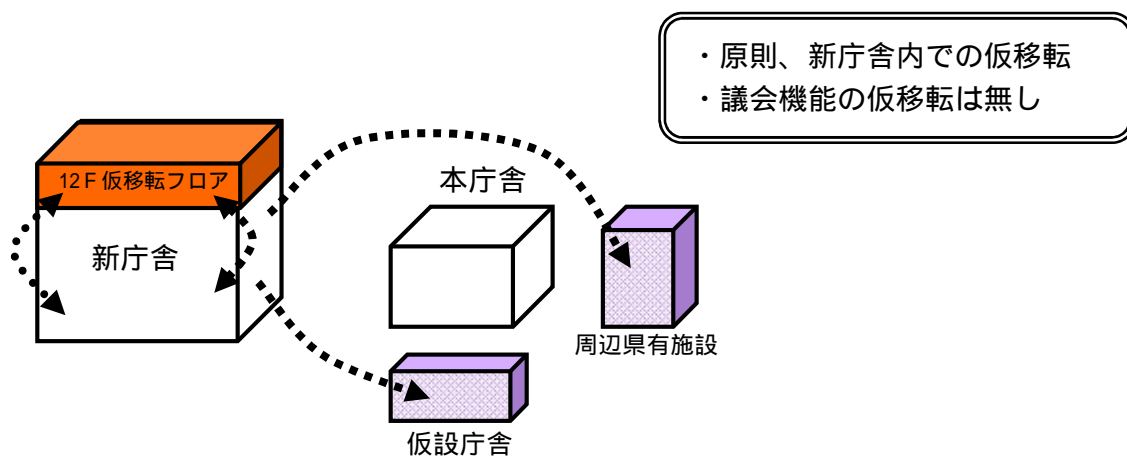 ・原則、新庁舎内での仮移転
・議会機能の仮移転は無し
12F仮移転フロア
本庁舎
新庁舎
周辺県有施設
仮設庁舎